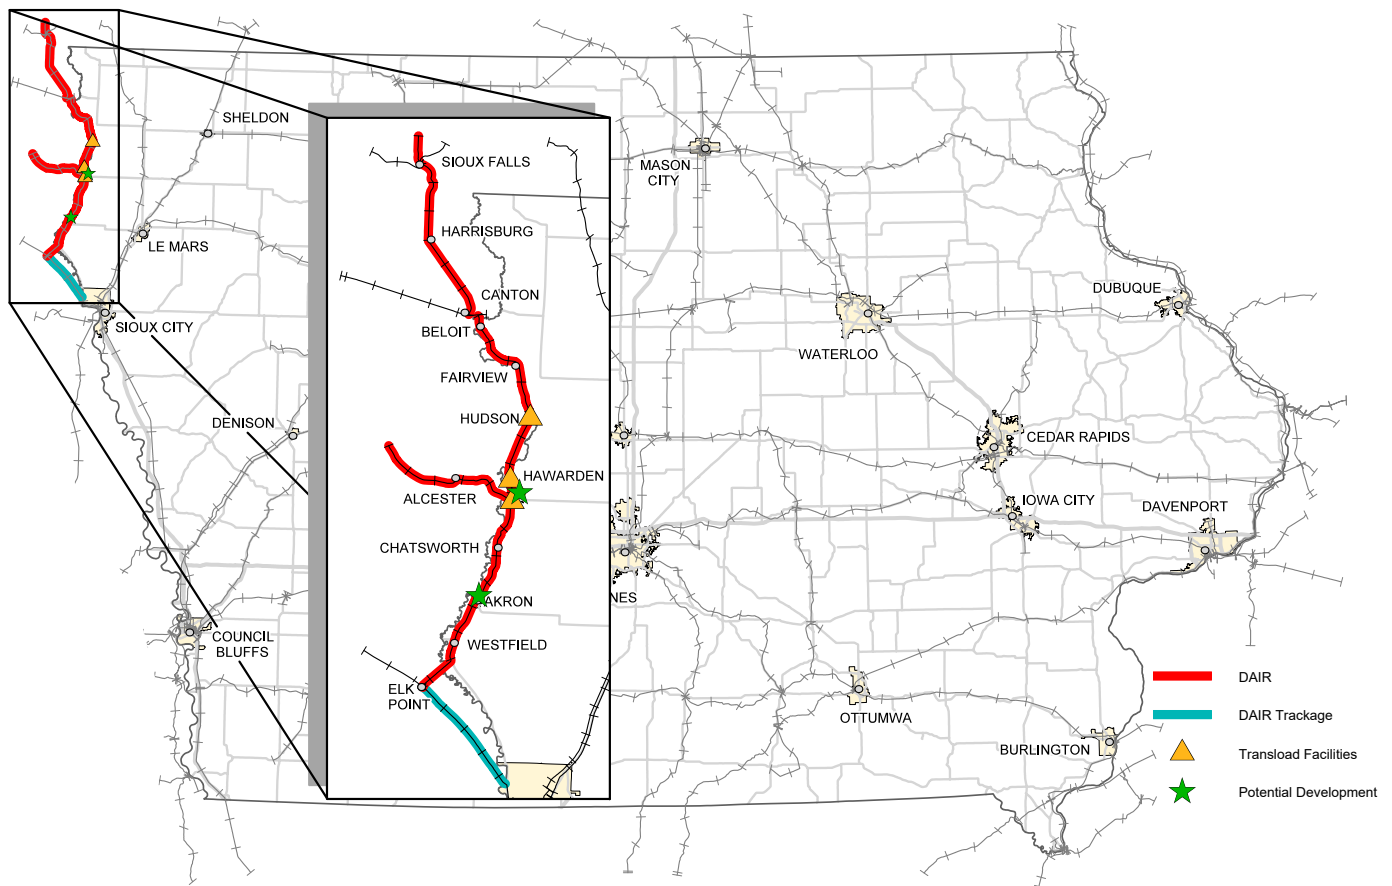 SHELDON
MASON
CITY
SIOUX FALLS
HARRISBURG
LE MARS
CANTON
DUBUQUE
SIOUX CITY
BELOIT
WATERLOO
FAIRVIEW
HUDSON
DENISON
CEDAR RAPIDS
HAWARDEN
ALCESTER
IOWA CITY
DAVENPORT
CHATSWORTH
NES
AKRON
COUNCIL
BLUFFS
WESTFIELD
ELK
POINT
OTTUMWA
BURLINGTON
DAIR
DAIR Trackage
Transload Facilities
Potential Development